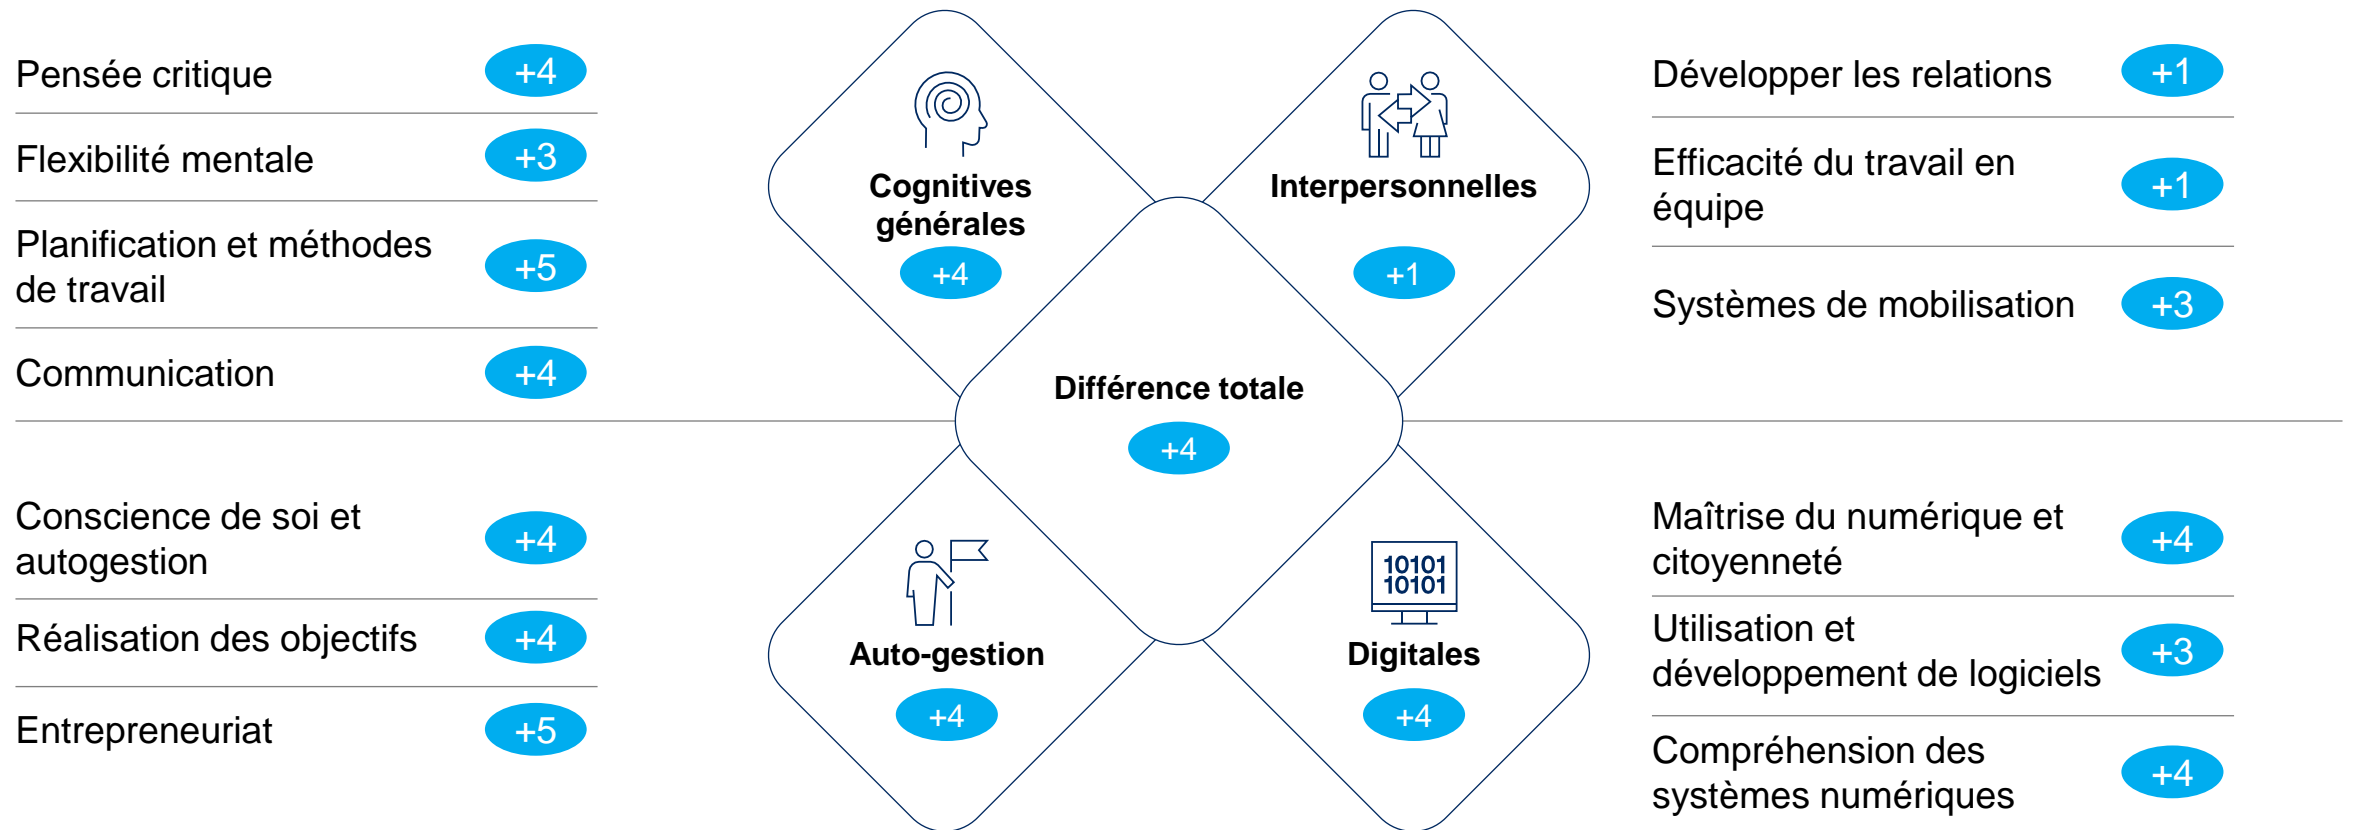 Pensée critique
+4
Flexibilité mentale
+3
Planification et méthodes
de travail
+5
Communication
+4
Cognitives
générales
+4
Interpersonnelles
+1
Développer les relations
+1
Efficacité du travail en
équipe
+1
Systèmes de mobilisation
+3
Différence totale
+4
Conscience de soi et
autogestion
+4
Réalisation des objectifs
+4
Entrepreneuriat
+5
Auto-gestion
+4
10101
10101
Digitales
+4
Maîtrise du numérique et
citoyenneté
+4
Utilisation et
développement de logiciels
+3
Compréhension des
systèmes numériques
+4